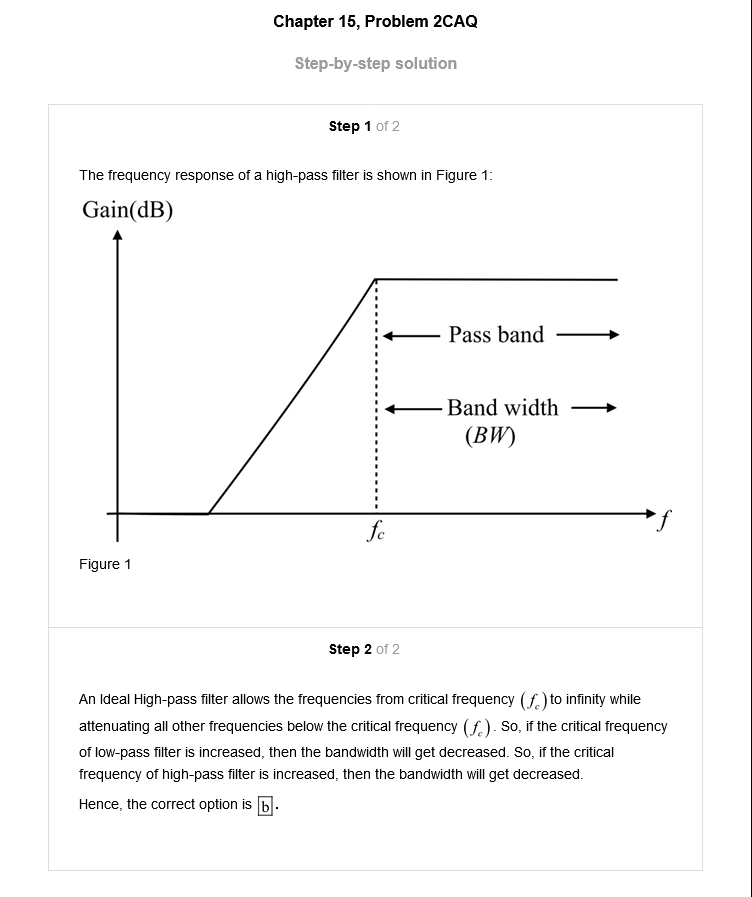 Chapter 15, Problem 2CAQ
Step-by-step solution
Step 1 of 2
The frequency response of a high-pass filter is shown in Figure 1:
Gain(dB)
Pass band
Band width
(BW)
f
fc
Figure 1
Step 2 of 2
An Ideal High-pass filter allows the frequencies from critical frequency (fc) to infinity while
attenuating all other frequencies below the critical frequency (fc). So, if the critical frequency
of low-pass filter is increased, then the bandwidth will get decreased. So, if the critical
frequency of high-pass filter is increased, then the bandwidth will get decreased.
Hence, the correct option is b.